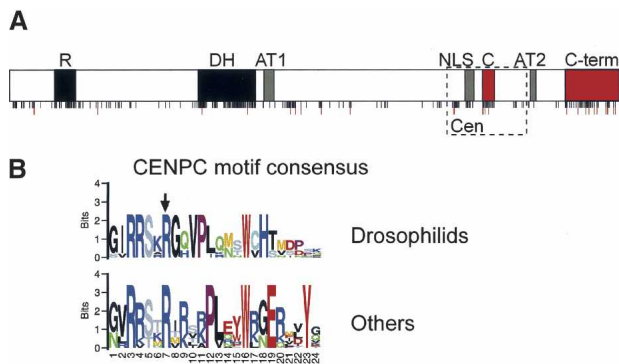 A
R DH AT1 NLS C AT2 C-term
Cen
B
CENPC motif consensus
4
3
2
1
0
Bits
Drosophilids
4
3
2
1
0
Bits
Others
1 2 3 4 5 6 7 8 9 10 11 12 13 14 15 16 17 18 19 20 21 22 23 24